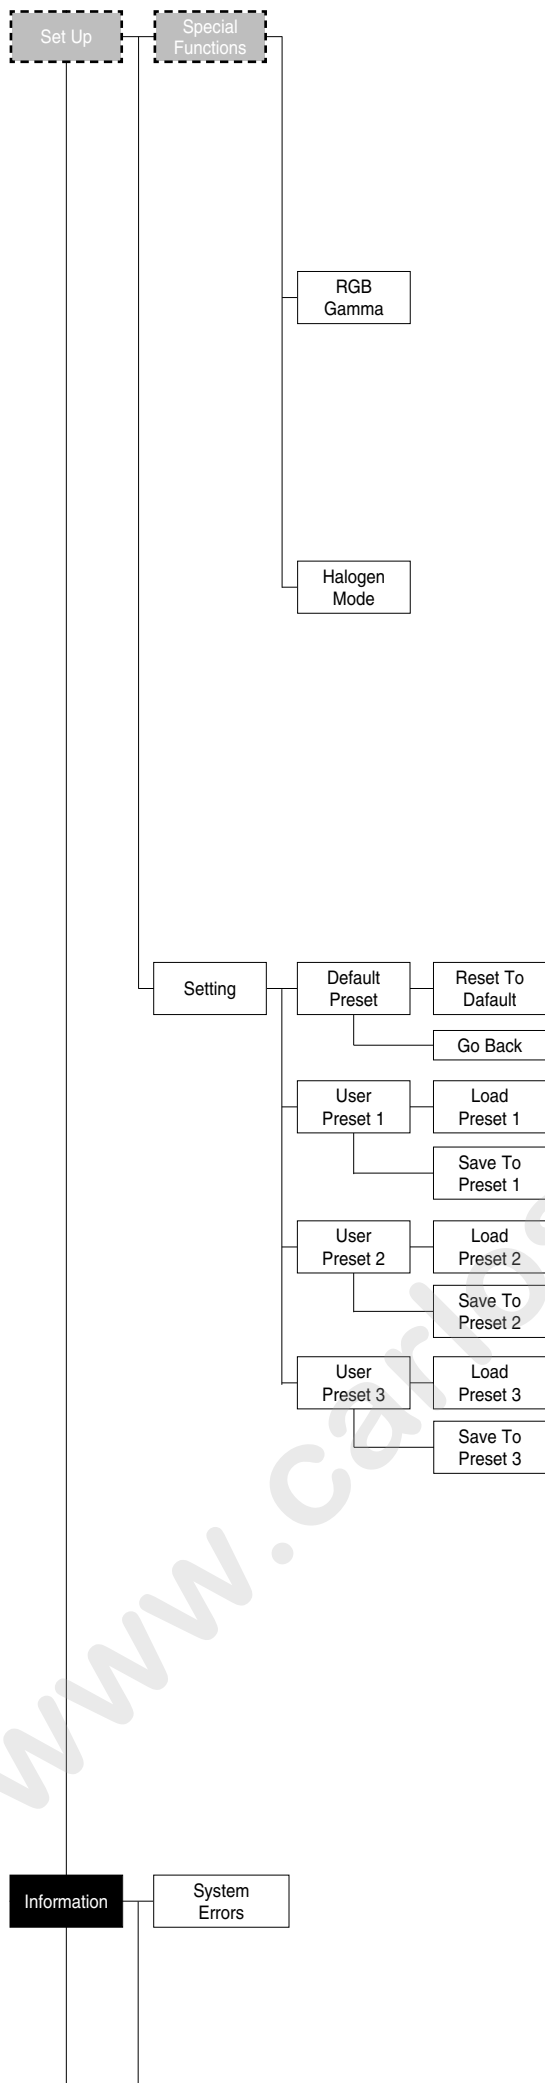 Set Up
Special
Functions
RGB
Gamma
Halogen
Mode
Setting
Default
Preset
Reset To
Dafault
Go Back
User
Preset 1
Load
Preset 1
Save To
Preset 1
User
Preset 2
Load
Preset 2
Save To
Preset 2
User
Preset 3
Load
Preset 3
Save To
Preset 3
www.carlos
Information
System
Errors